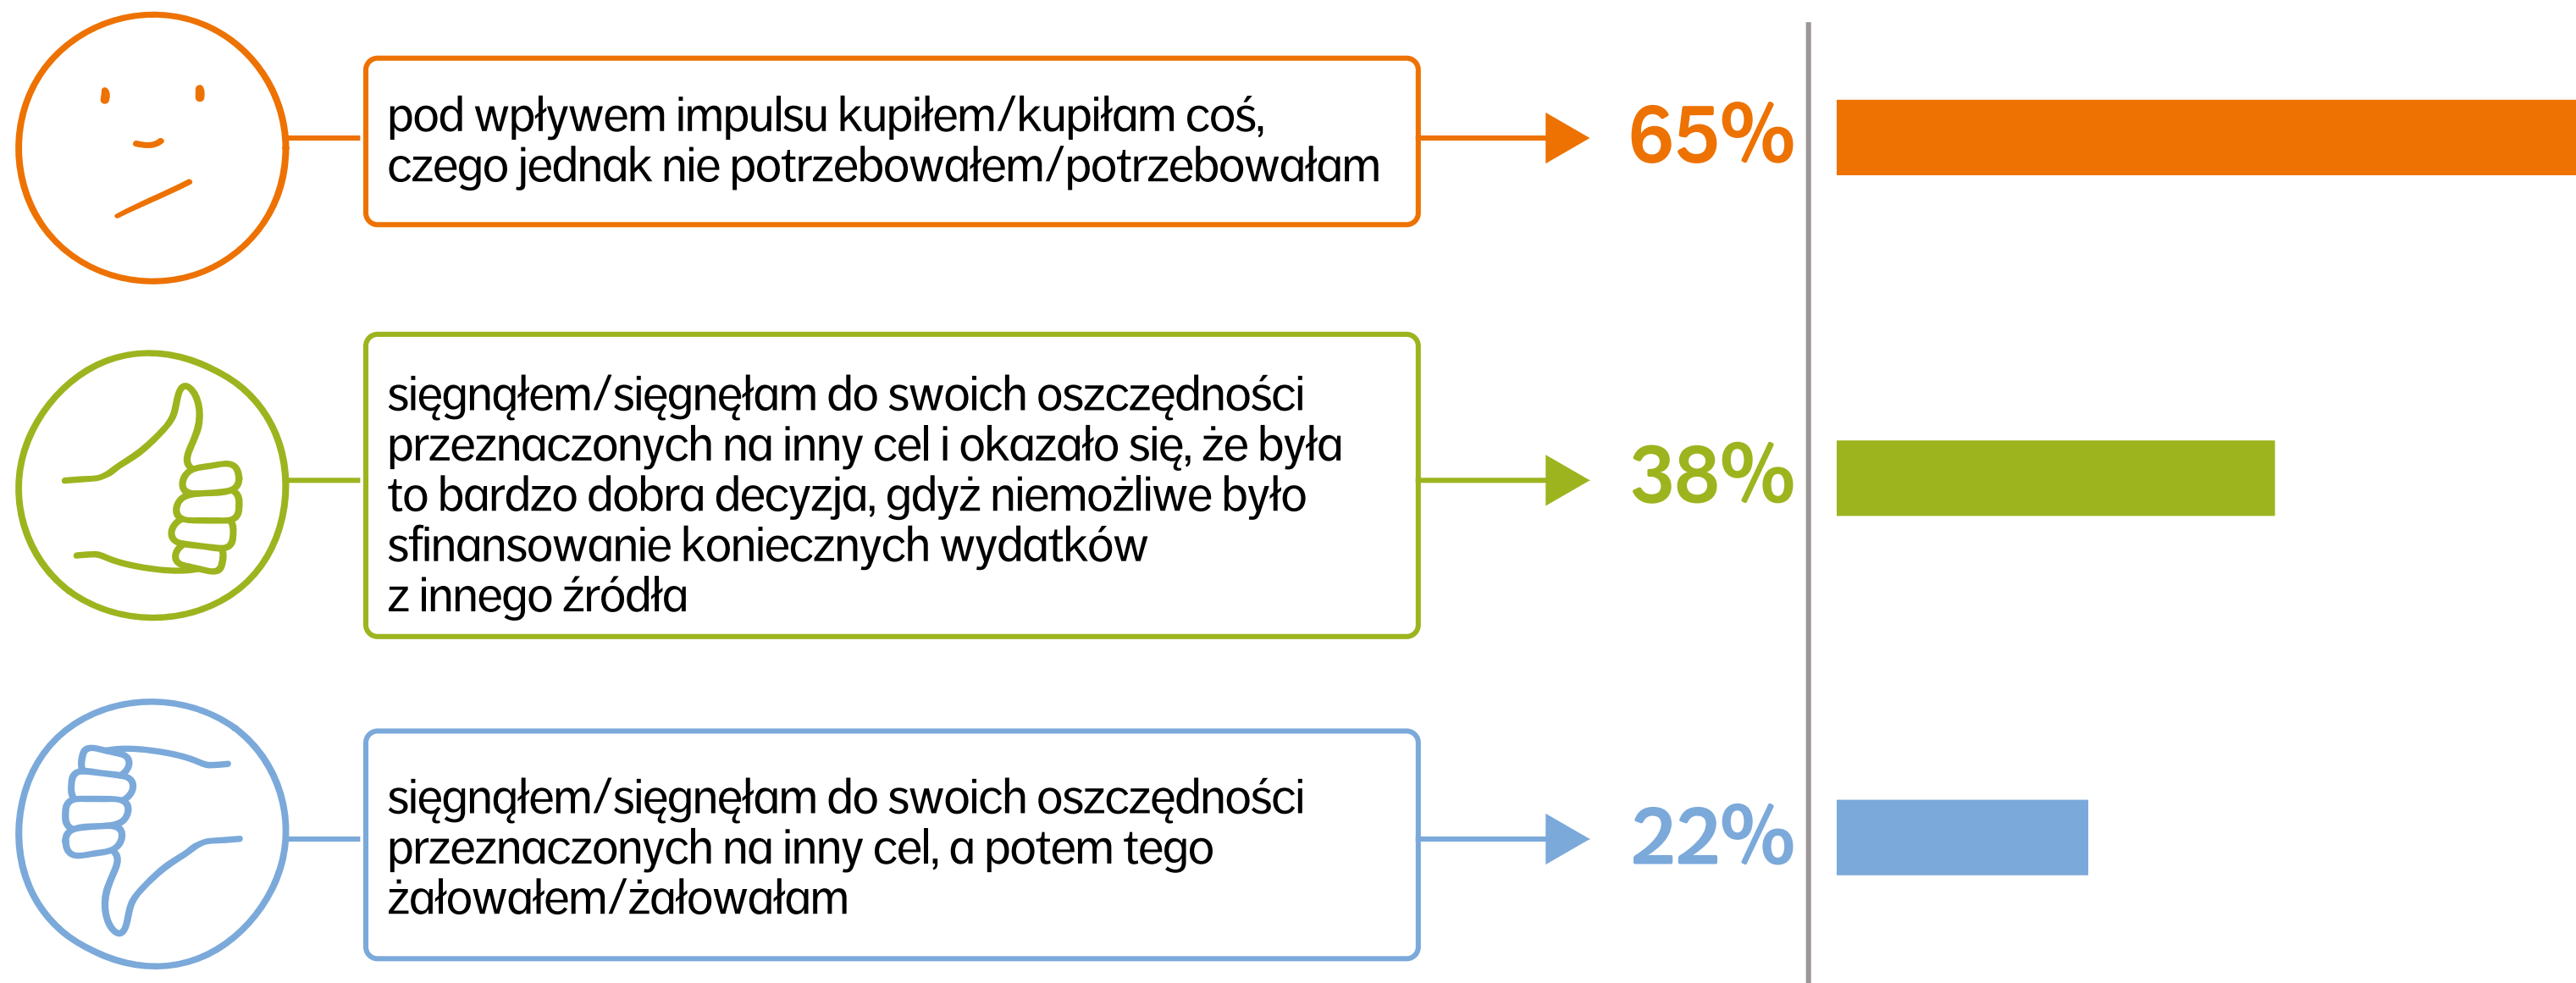 pod wpływem impulsu kupiłem/kupiłam coś,
czego jednak nie potrzebowałem/potrzebowałam
65%
sięgnąłem/sięgnęłam do swoich oszczędności
przeznaczonych na inny cel i okazało się, że była
to bardzo dobra decyzja, gdyż niemożliwe było
sfinansowanie koniecznych wydatków
z innego źródła
38%
sięgnąłem/sięgnęłam do swoich oszczędności
przeznaczonych na inny cel, a potem tego
żałowałem/żałowałam
22%